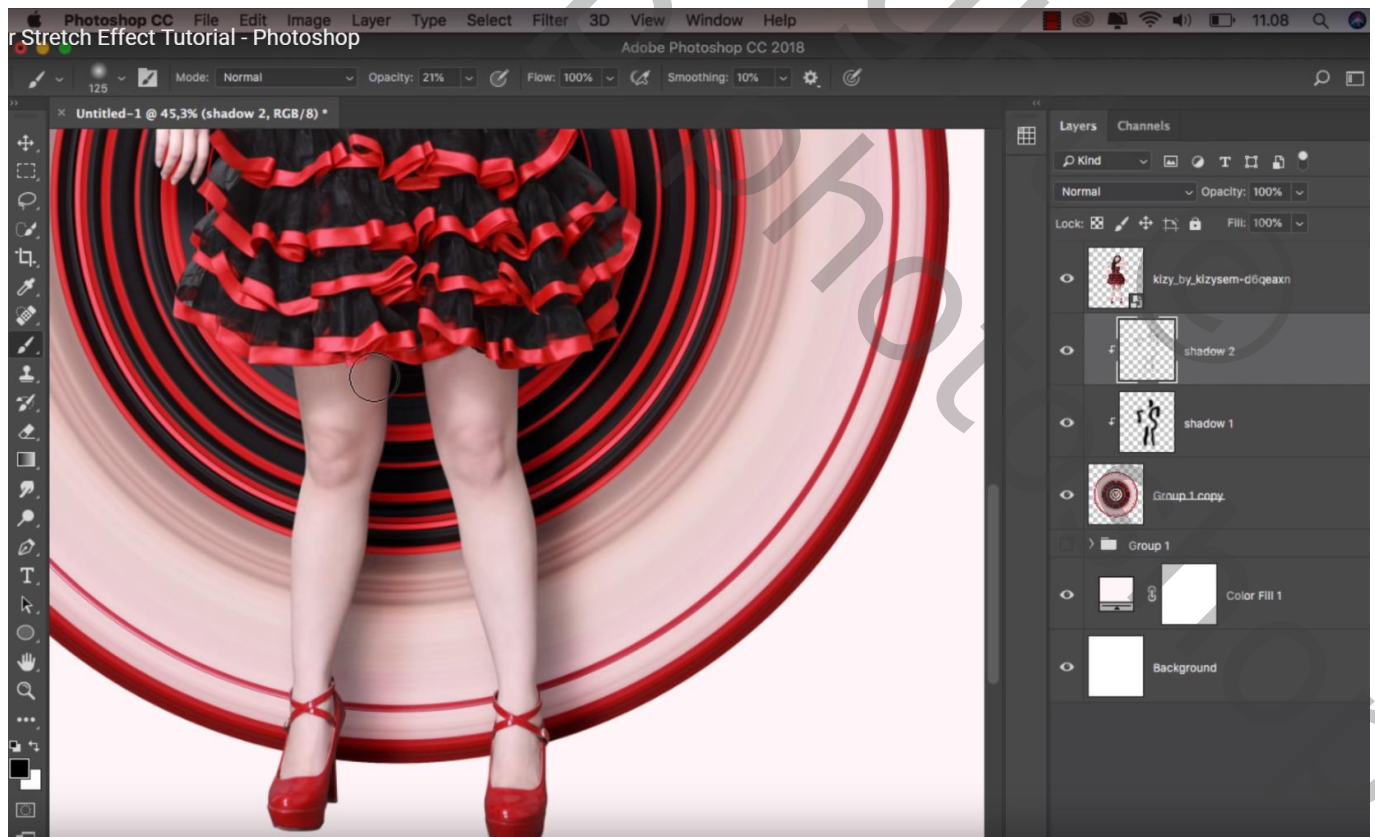 Photoshop CC File Edit Image Layer Type Select Filter 3D View Window Help 11.08
r Stretch Effect Tutorial - Photoshop
Adobe Photoshop CC 2018
125 Mode: Normal Opacity: 21% Flow: 100% Smoothing: 10%
× Untitled-1 @ 45,3% (shadow 2, RGB/8) *
Layers Channels
Kind
Normal Opacity: 100%
Lock: Fill: 100%
kizy_by_kizysem-d6qeaxn
shadow 2
shadow 1
Group 1 copy
Group 1
Color Fill 1
Background